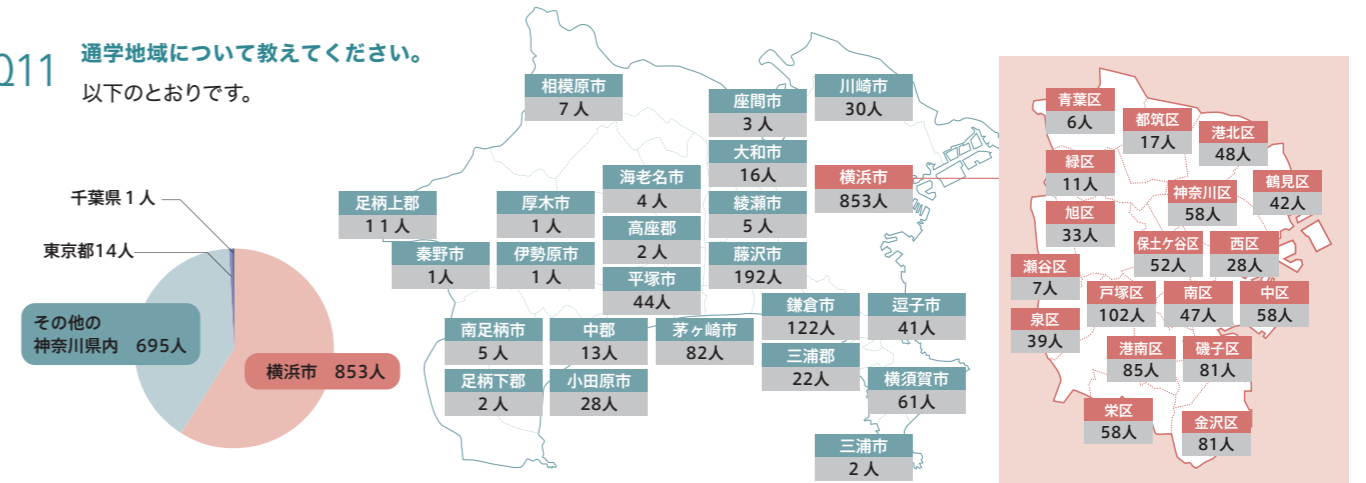 Q11
通学地域について教えてください。
以下のとおりです。
千葉県1人
東京都14人
その他の
神奈川県内 695人
横浜市 853人
相模原市
7人
座間市
3人
川崎市
30人
大和市
16人
横浜市
853人
海老名市
4人
綾瀬市
5人
足柄上郡
11人
厚木市
1人
高座郡
2人
藤沢市
192人
秦野市
1人
伊勢原市
1人
平塚市
44人
鎌倉市
122人
逗子市
41人
南足柄市
5人
中郡
13人
茅ヶ崎市
82人
三浦郡
22人
横須賀市
61人
足柄下郡
2人
小田原市
28人
三浦市
2人
青葉区
6人
都筑区
17人
港北区
48人
緑区
11人
神奈川区
58人
鶴見区
42人
旭区
33人
保土ケ谷区
52人
西区
28人
瀬谷区
7人
戸塚区
102人
南区
47人
中区
58人
泉区
39人
港南区
85人
磯子区
81人
栄区
58人
金沢区
81人